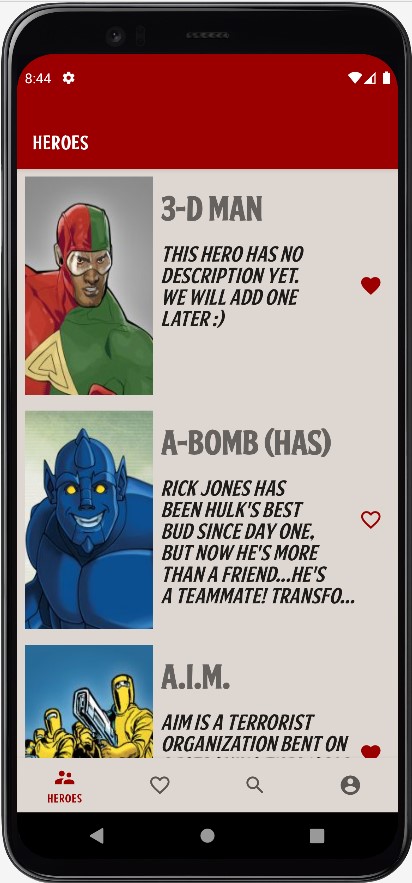 8:44
HEROES
3-D MAN
THIS HERO HAS NO
DESCRIPTION YET.
WE WILL ADD ONE
LATER :)
A-BOMB (HAS)
RICK JONES HAS
BEEN HULK'S BEST
BUD SINCE DAY ONE,
BUT NOW HE'S MORE
THAN A FRIEND...HE'S
A TEAMMATE! TRANSFO...
A.I.M.
AIM IS A TERRORIST
ORGANIZATION BENT ON
HEROES